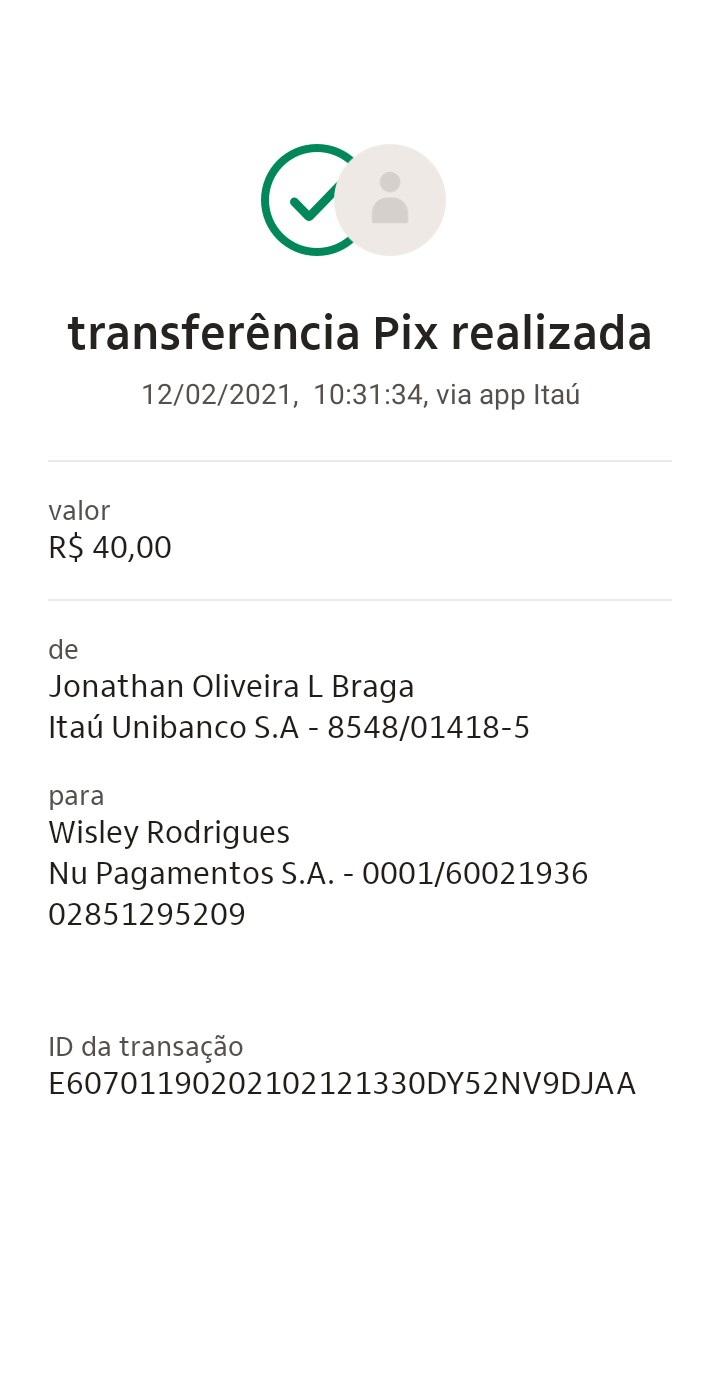 transferência Pix realizada
12/02/2021, 10:31:34, via app Itaú
valor
R$ 40,00
de
Jonathan Oliveira L Braga
Itaú Unibanco S.A - 8548/01418-5
para
Wisley Rodrigues
Nu Pagamentos S.A. - 0001/60021936
02851295209
ID da transação
E60701190202102121330DY52NV9DJAA